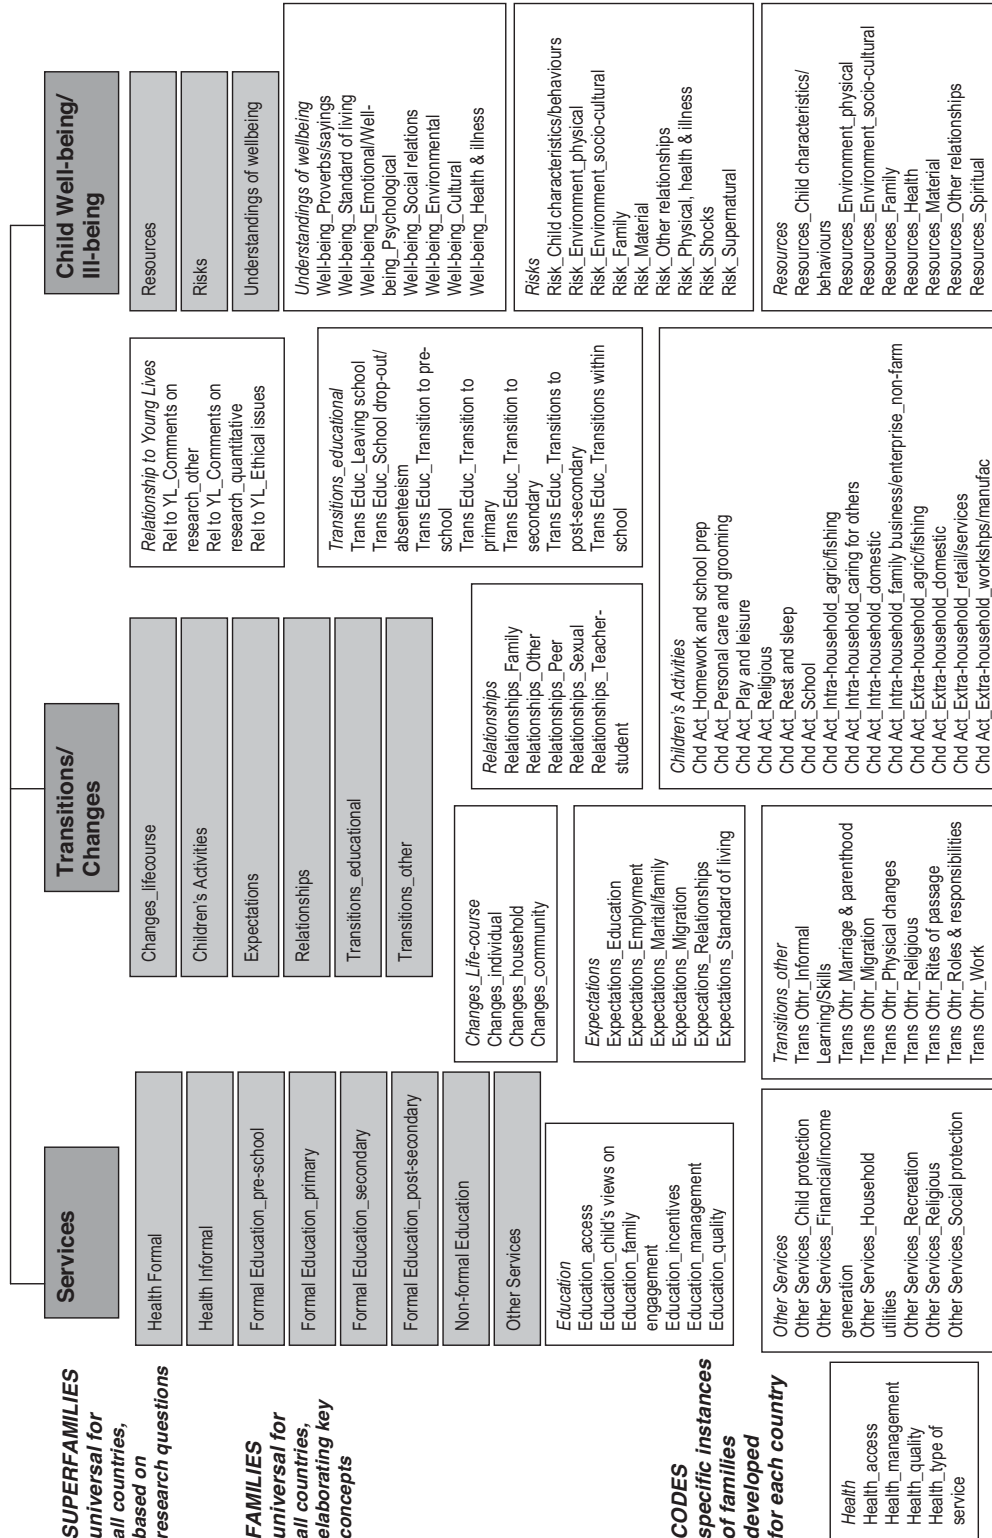 SUPERFAMILIES
universal for
all countries,
based on
research questions
Services
Transitions/
Changes
Child Well-being/
Ill-being
FAMILIES
universal for
all countries,
elaborating key
concepts
Health Formal
Health Informal
Formal Education_pre-school
Formal Education_primary
Formal Education_secondary
Formal Education_post-secondary
Non-formal Education
Other Services
Changes_lifecourse
Children's Activities
Expectations
Relationships
Transitions_educational
Transitions_other
Resources
Risks
Understandings of wellbeing
CODES
specific instances
of families
developed
for each country
Health
Health_access
Health_management
Health_quality
Health_type of
service
Education
Education_access
Education_child's views on
Education_family
engagement
Education_incentives
Education_management
Education_quality
Other Services
Other Services_Child protection
Other Services_Financial/income
generation
Other Services_Household
utilities
Other Services_Recreation
Other Services_Religious
Other Services_Social protection
Changes_Life-course
Changes_individual
Changes_household
Changes_community
Expectations
Expectations_Education
Expectations_Employment
Expectations_Marital/family
Expectations_Migration
Expecations_Relationships
Expectations_Standard of living
Transitions_other
Trans Othr_Informal
Learning/Skills
Trans Othr_Marriage & parenthood
Trans Othr_Migration
Trans Othr_Physical changes
Trans Othr_Religious
Trans Othr_Rites of passage
Trans Othr_Roles & responsibilities
Trans Othr_Work
Relationships
Relationships_Family
Relationships_Other
Relationships_Peer
Relationships_Sexual
Relationships_Teacher-
student
Children's Activities
Chd Act_Homework and school prep
Chd Act_Personal care and grooming
Chd Act_Play and leisure
Chd Act_Religious
Chd Act_Rest and sleep
Chd Act_School
Chd Act_Intra-household_agric/fishing
Chd Act_Intra-household_caring for others
Chd Act_Intra-household_domestic
Chd Act_Intra-household_family business/enterprise_non-farm
Chd Act_Extra-household_agric/fishing
Chd Act_Extra-household_domestic
Chd Act_Extra-household_retail/services
Chd Act_Extra-household_workshps/manufac
Relationship to Young Lives
Rel to YL_Comments on
research_other
Rel to YL_Comments on
research_quantitative
Rel to YL_Ethical issues
Transitions_educational
Trans Educ_Leaving school
Trans Educ_School drop-out/
absenteeism
Trans Educ_Transition to pre-
school
Trans Educ_Transition to
primary
Trans Educ_Transition to
secondary
Trans Educ_Transitions to
post-secondary
Trans Educ_Transitions within
school
Understandings of wellbeing
Well-being_Proverbs/sayings
Well-being_Standard of living
Well-being_Emotional/Well-
being_Psychological
Well-being_Social relations
Well-being_Environmental
Well-being_Cultural
Well-being_Health & illness
Risks
Risk_Child characteristics/behaviours
Risk_Environment_physical
Risk_Environment_socio-cultural
Risk_Family
Risk_Material
Risk_Other relationships
Risk_Physical, health & illness
Risk_Shocks
Risk_Supernatural
Resources
Resources_Child characteristics/
behaviours
Resources_Environment_physical
Resources_Environment_socio-cultural
Resources_Family
Resources_Health
Resources_Material
Resources_Other relationships
Resources_Spiritual